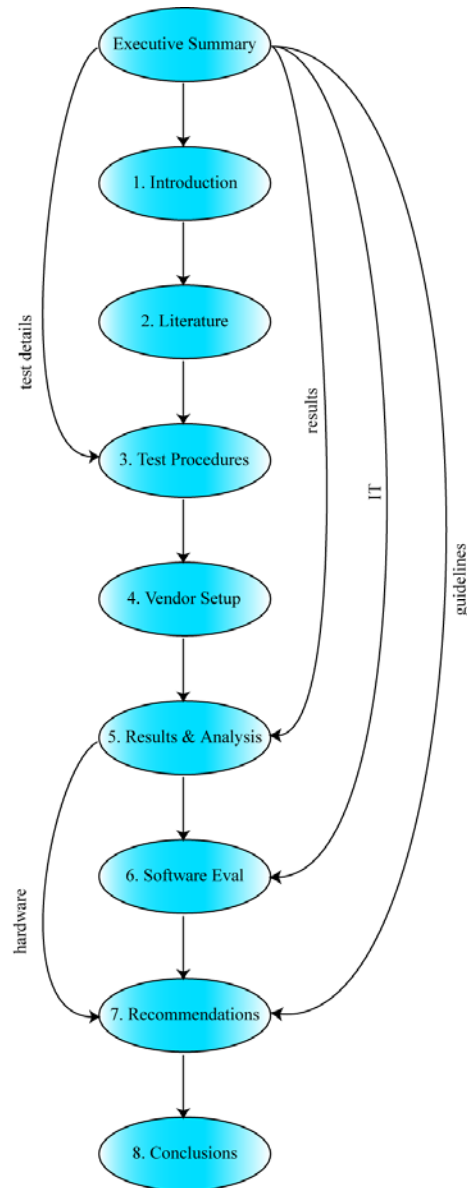 Executive Summary
1. Introduction
2. Literature
test details
results
3. Test Procedures
IT
guidelines
4. Vendor Setup
5. Results & Analysis
6. Software Eval
hardware
7. Recommendations
8. Conclusions